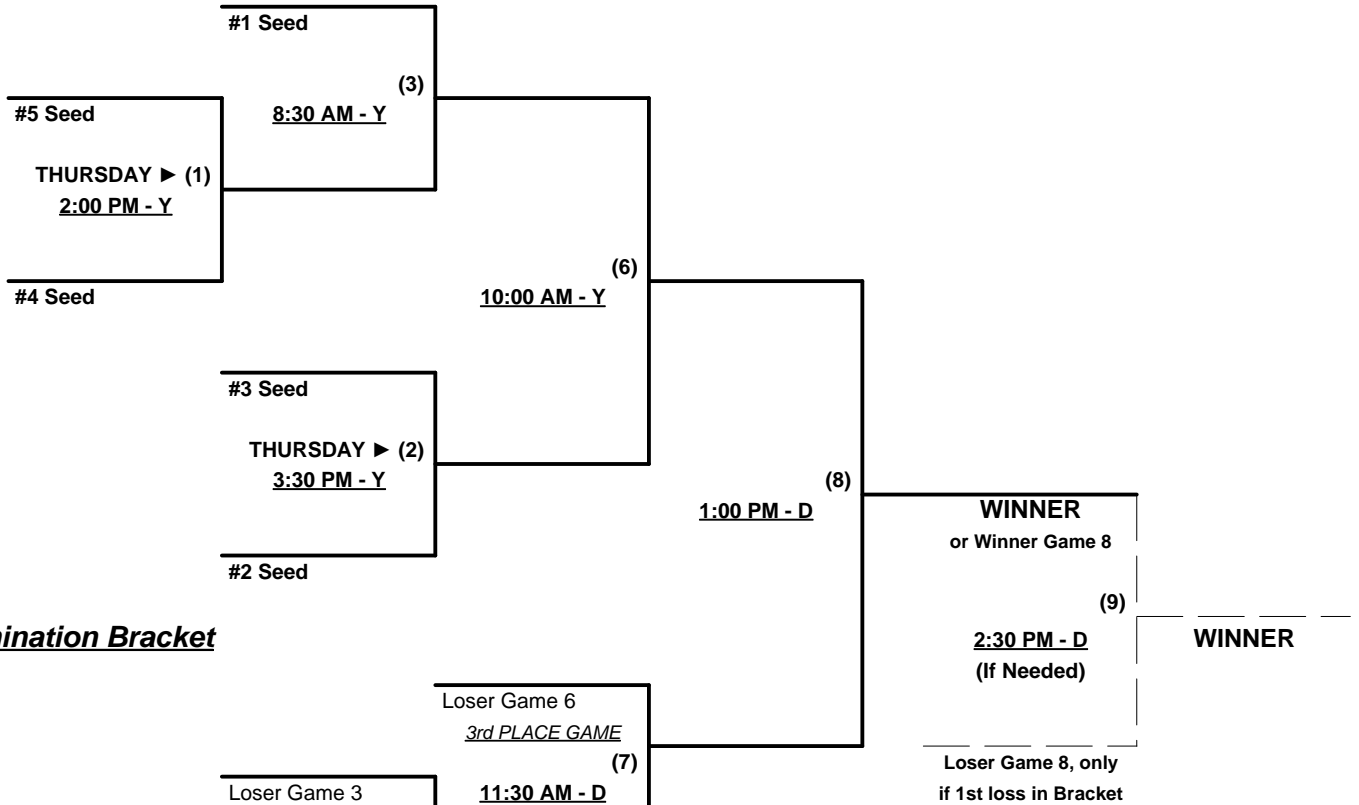 #1 Seed
(3)
8:30 AM - Y
#5 Seed
THURSDAY ► (1)
2:00 PM - Y
#4 Seed
(6)
10:00 AM - Y
#3 Seed
THURSDAY ► (2)
3:30 PM - Y
#2 Seed
(8)
1:00 PM - D
WINNER
or Winner Game 8
(9)
2:30 PM - D
(If Needed)
WINNER
Loser Game 8, only
if 1st loss in Bracket
ination Bracket
Loser Game 6
3rd PLACE GAME
(7)
11:30 AM - D
Loser Game 3